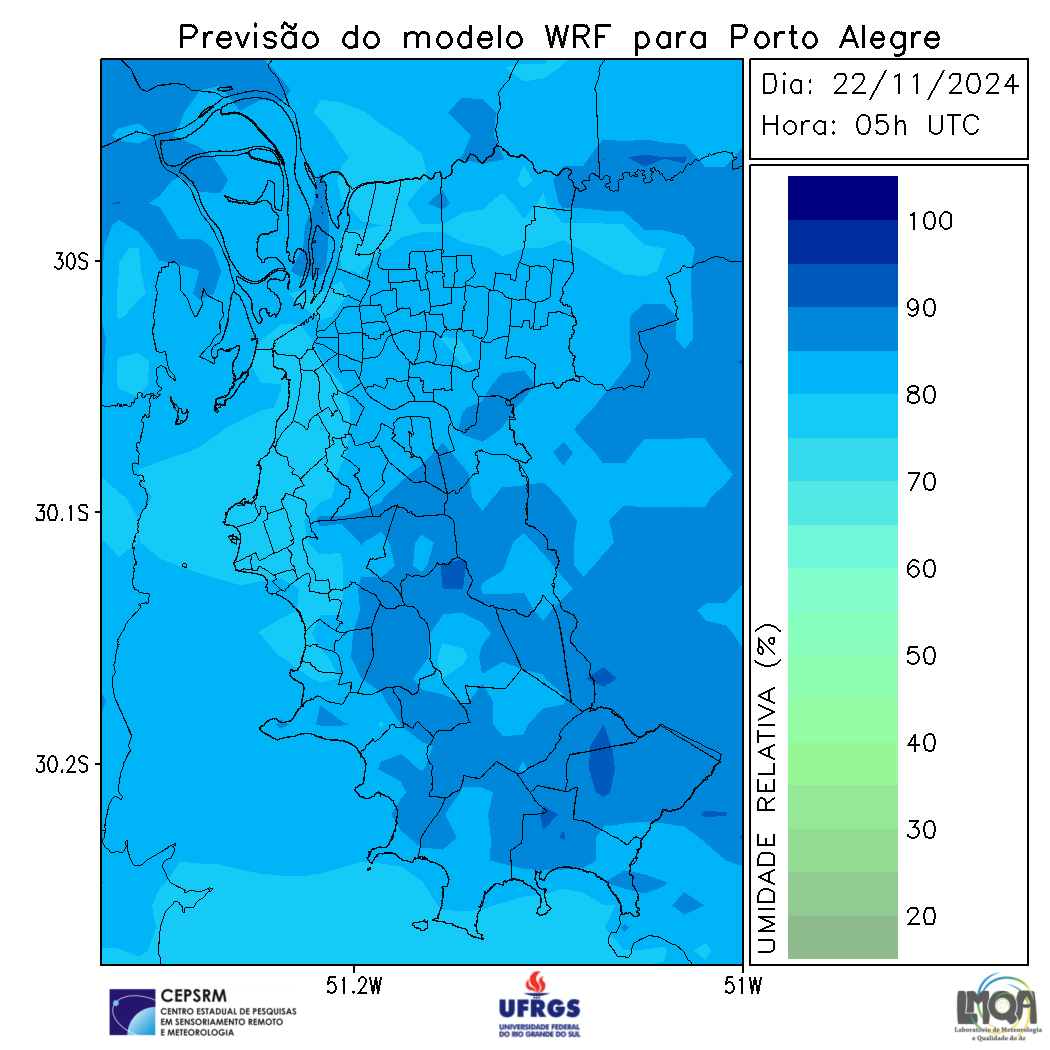 Previsão do modelo WRF para Porto Alegre
Dia: 22/11/2024
Hora: 05h UTC
30S
30.1S
30.2S
51.2W
51W
UMIDADE RELATIVA (%)
100
90
80
70
60
50
40
30
20
CEPSRM
CENTRO ESTADUAL DE PESQUISAS
EM SENSORIAMENTO REMOTO
E METEOROLOGIA
UFRGS
UNIVERSIDADE FEDERAL
DO RIO GRANDE DO SUL
LMQA
Laboratório de Meteorologia
e Qualidade do Ar